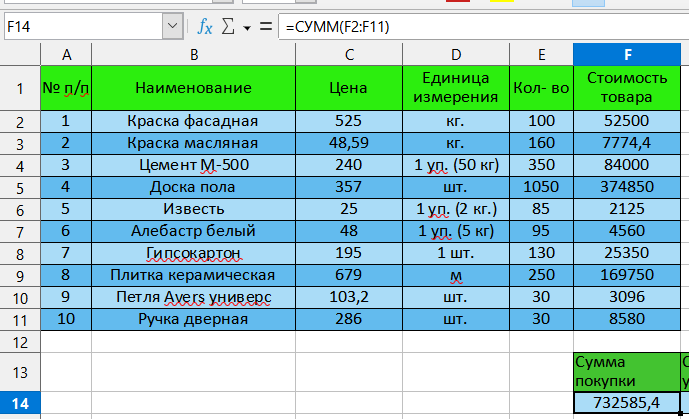 F14 fx Σ = =СУММ(F2:F11)
A B C D E F
1 № п/п Наименование Цена Единица измерения Кол- во Стоимость товара
2 1 Краска фасадная 525 кг. 100 52500
3 2 Краска масляная 48,59 кг. 160 7774,4
4 3 Цемент М-500 240 1 уп. (50 кг) 350 84000
5 4 Доска пола 357 шт. 1050 374850
6 5 Известь 25 1 уп. (2 кг.) 85 2125
7 6 Алебастр белый 48 1 уп. (5 кг) 95 4560
8 7 Гипсокартон 195 1 шт. 130 25350
9 8 Плитка керамическая 679 м 250 169750
10 9 Петля Avers универс 103,2 шт. 30 3096
11 10 Ручка дверная 286 шт. 30 8580
12
13 Сумма покупки
14 732585,4